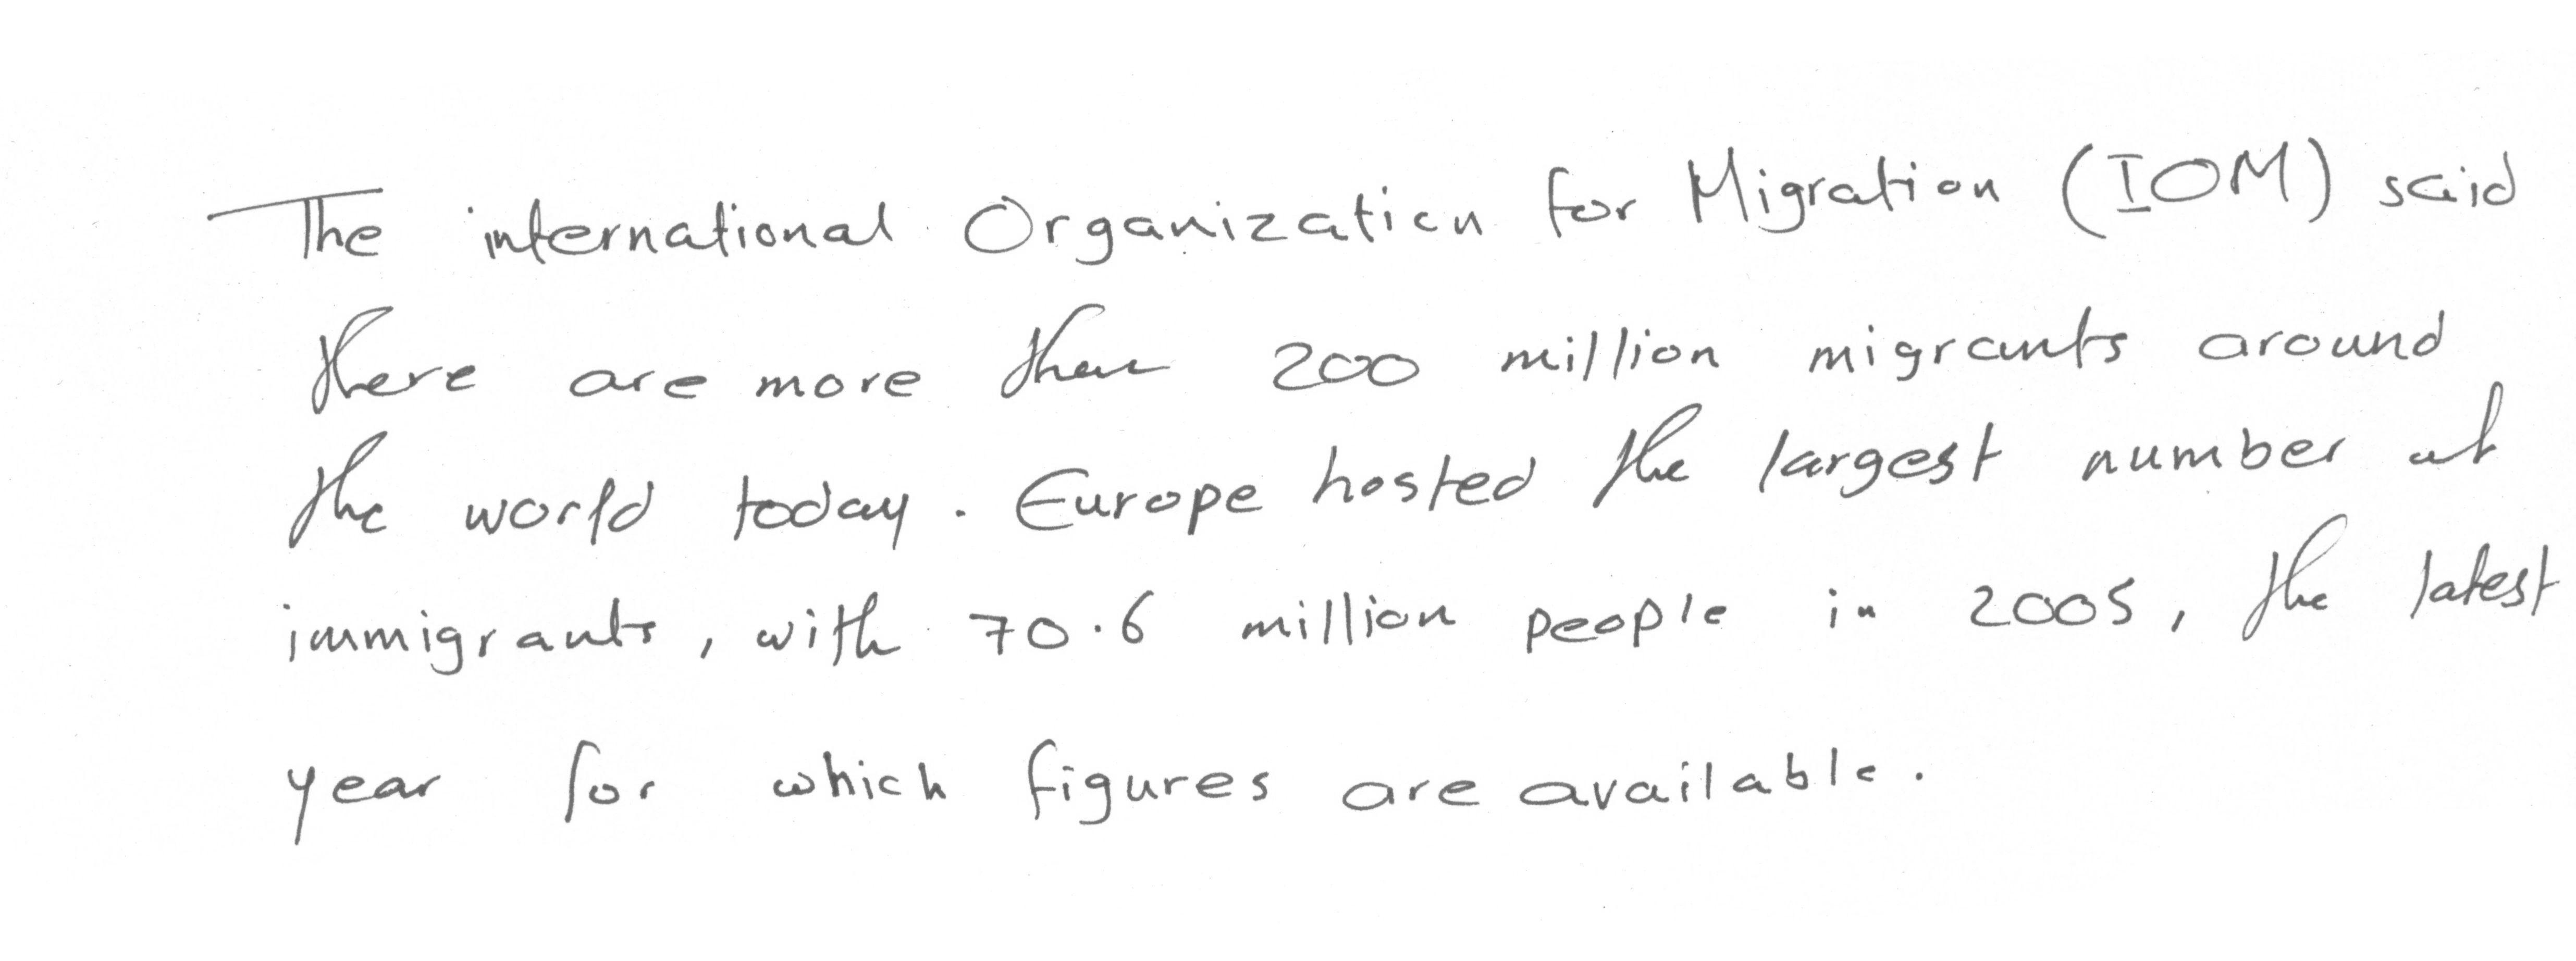 The international Organization for Migration (IOM) said
there are more than 200 million migrants around
the world today. Europe hosted the largest number at
immigrants, with 70.6 million people in 2005, the latest
year for which figures are available.